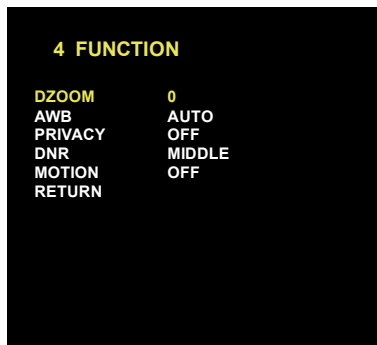 4 FUNCTION
DZOOM 0
AWB AUTO
PRIVACY OFF
DNR MIDDLE
MOTION OFF
RETURN